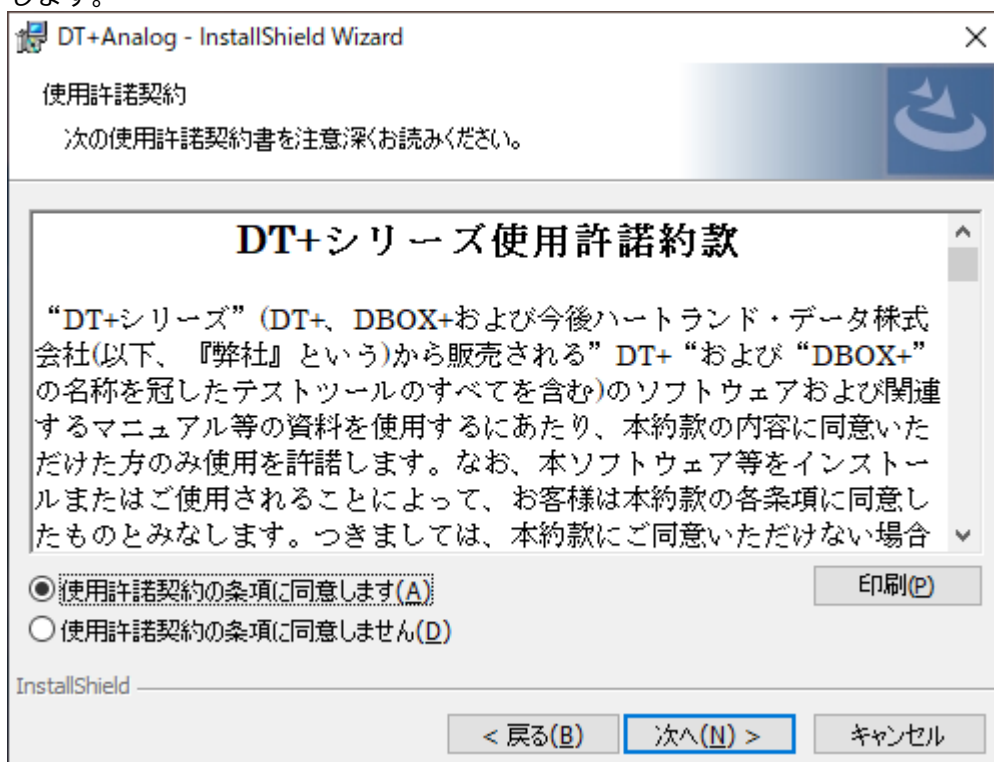 します。
DT+Analog - InstallShield Wizard
使用許諾契約
次の使用許諾契約書を注意深くお読みください。
DT+シリーズ使用許諾約款
“DT+シリーズ”(DT+、DBOX+および今後ハートランド・データ株式
会社(以下、『弊社』という)から販売される” DT+ “および “DBOX+”
の名称を冠したテストツールのすべてを含む)のソフトウェアおよび関連
するマニュアル等の資料を使用するにあたり、本約款の内容に同意いた
だけた方のみ使用を許諾します。なお、本ソフトウェア等をインストー
ルまたはご使用されることによって、お客様は本約款の各条項に同意し
たものとみなします。つきましては、本約款にご同意いただけない場合
使用許諾契約の条項に同意します(A)
印刷(P)
使用許諾契約の条項に同意しません(D)
InstallShield
< 戻る(B)
次へ(N) >
キャンセル